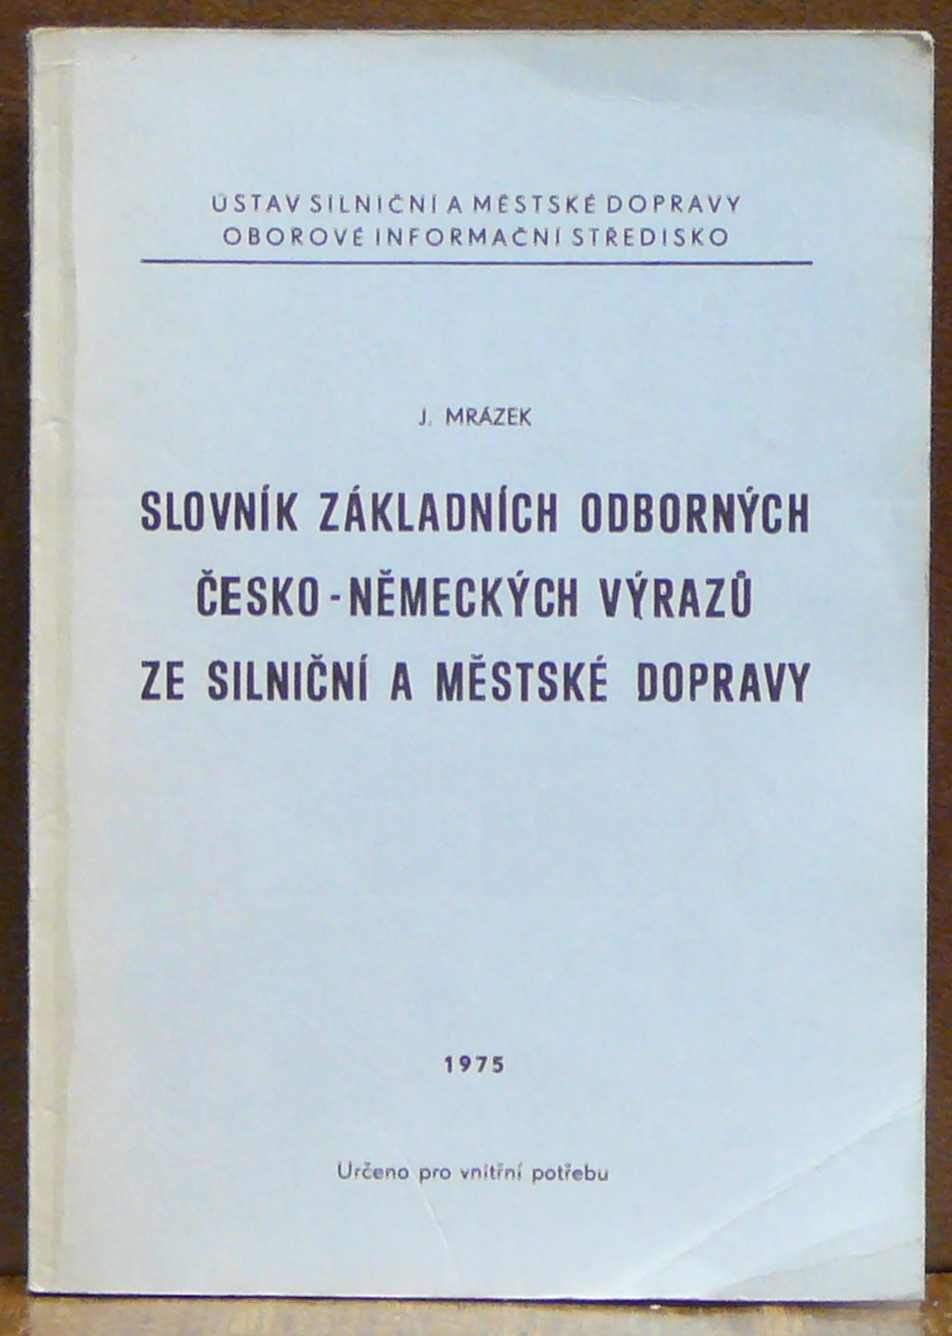 ÚSTAV SILNIČNÍ A MĚSTSKÉ DOPRAVY
OBOROVÉ INFORMAČNÍ STŘEDISKO
J. MRÁZEK
SLOVNÍK ZÁKLADNÍCH ODBORNÝCH
ČESKO-NĚMECKÝCH VÝRAZŮ
ZE SILNIČNÍ A MĚSTSKÉ DOPRAVY
1975
Určeno pro vnitřní potřebu